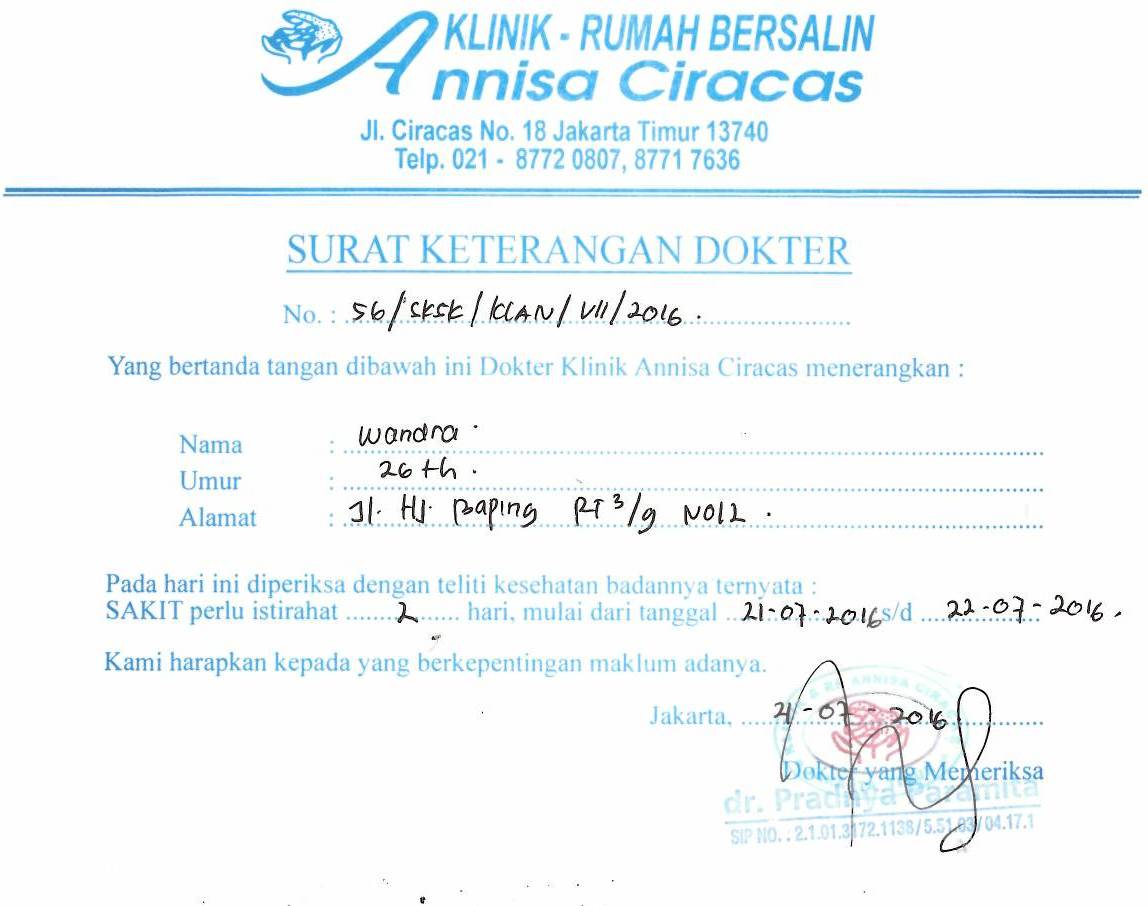 KLINIK - RUMAH BERSALIN
Annisa Ciracas
Jl. Ciracas No. 18 Jakarta Timur 13740
Telp. 021 - 8772 0807, 8771 7636
SURAT KETERANGAN DOKTER
No. : 56/SKSK/KLAN/VII/2016.
Yang bertanda tangan dibawah ini Dokter Klinik Annisa Ciracas menerangkan :
Nama : Wandra
Umur : 26 th.
Alamat : Jl. Hj. Baping RT 3/9 NO12.
Pada hari ini diperiksa dengan teliti kesehatan badannya ternyata :
SAKIT perlu istirahat ....... 2 ...... hari, mulai dari tanggal 21-07-2016 s/d 22-07-2016.
Kami harapkan kepada yang berkepentingan maklum adanya.
Jakarta, 21-07-2016
Dokter yang Memeriksa
dr. Pradnya Paramita
SIP NO. : 2.1.01.3172.1138/5.51.03/04.17.1